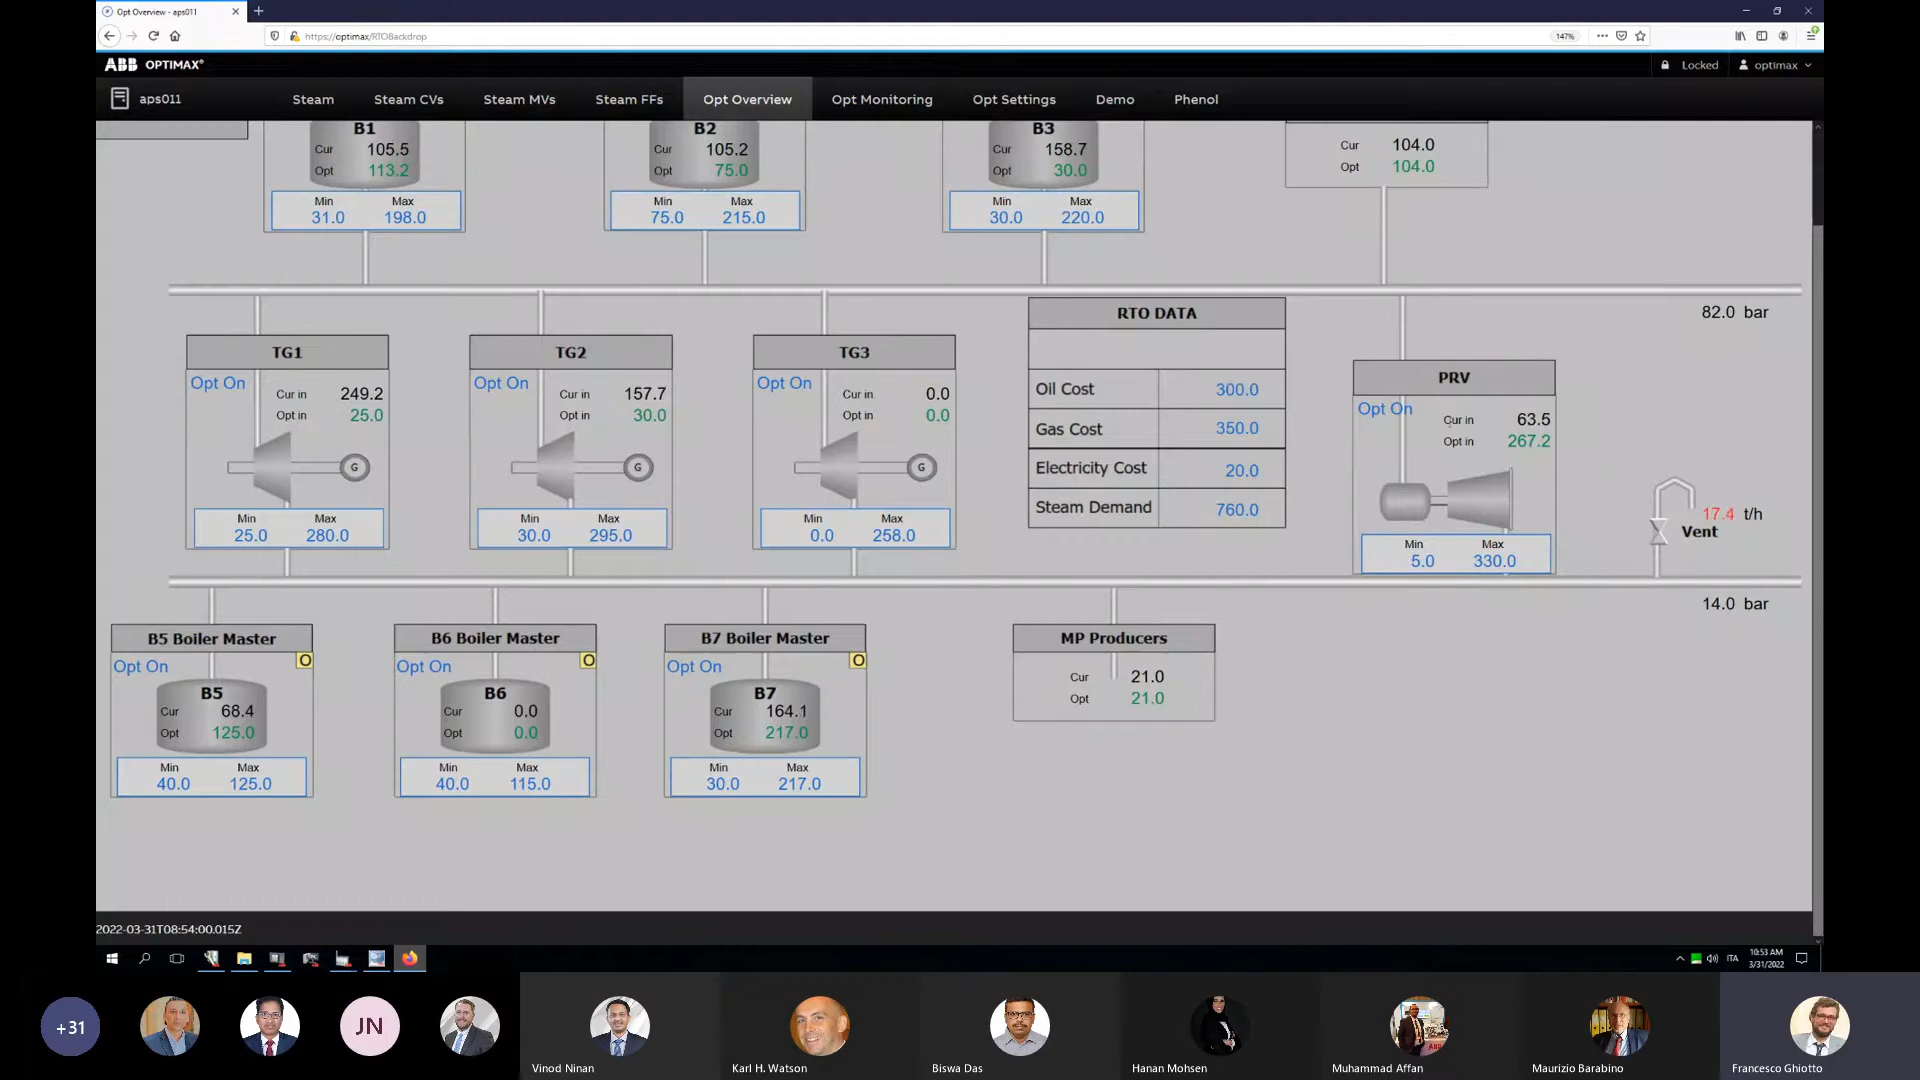 Opt Overview - aps011
https://optimax/RTOBackdrop
147%
ABB OPTIMAX®
Locked
optimax
aps011
Steam
Steam CVs
Steam MVs
Steam FFs
Opt Overview
Opt Monitoring
Opt Settings
Demo
Phenol
B1
Cur 105.5
Opt 113.2
Min Max
31.0 198.0
B2
Cur 105.2
Opt 75.0
Min Max
75.0 215.0
B3
Cur 158.7
Opt 30.0
Min Max
30.0 220.0
Cur 104.0
Opt 104.0
82.0 bar
TG1
Opt On
Cur in 249.2
Opt in 25.0
G
Min Max
25.0 280.0
TG2
Opt On
Cur in 157.7
Opt in 30.0
G
Min Max
30.0 295.0
TG3
Opt On
Cur in 0.0
Opt in 0.0
G
Min Max
0.0 258.0
RTO DATA
Oil Cost 300.0
Gas Cost 350.0
Electricity Cost 20.0
Steam Demand 760.0
PRV
Opt On
Cur in 63.5
Opt in 267.2
Min Max
5.0 330.0
17.4 t/h
Vent
14.0 bar
B5 Boiler Master
Opt On
O
B5
Cur 68.4
Opt 125.0
Min Max
40.0 125.0
B6 Boiler Master
Opt On
O
B6
Cur 0.0
Opt 0.0
Min Max
40.0 115.0
B7 Boiler Master
Opt On
O
B7
Cur 164.1
Opt 217.0
Min Max
30.0 217.0
MP Producers
Cur 21.0
Opt 21.0
2022-03-31T08:54:00.015Z
ITA
10:53 AM
3/31/2022
+31
JN
Vinod Ninan
Karl H. Watson
Biswa Das
Hanan Mohsen
Muhammad Affan
Maurizio Barabino
Francesco Ghiotto